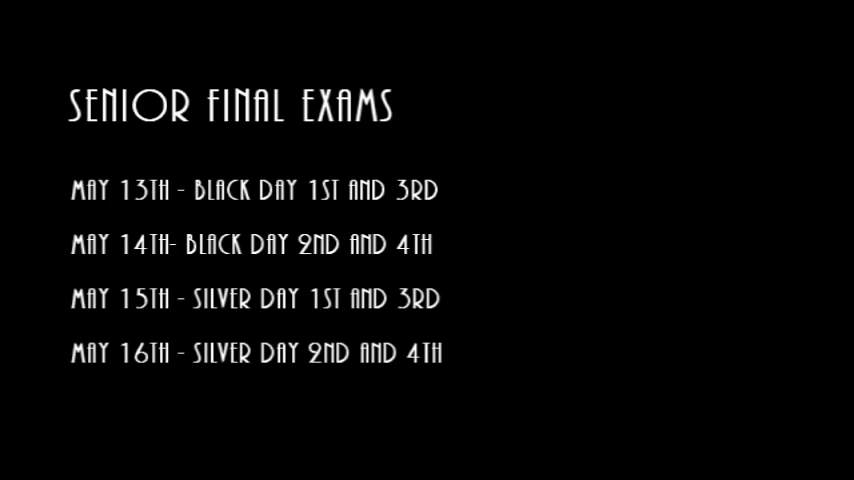 SENIOR FINAL EXAMS
MAY 13TH - BLACK DAY 1ST AND 3RD
MAY 14TH- BLACK DAY 2ND AND 4TH
MAY 15TH - SILVER DAY 1ST AND 3RD
MAY 16TH - SILVER DAY 2ND AND 4TH